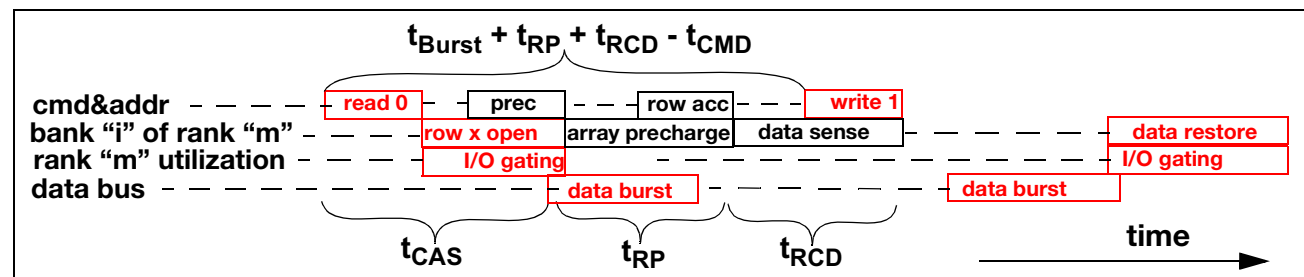 tBurst + tRP + tRCD - tCMD
cmd&addr read 0 prec row acc write 1
bank “i” of rank “m” row x open array precharge data sense data restore
rank “m” utilization I/O gating I/O gating
data bus data burst data burst
tCAS tRP tRCD time